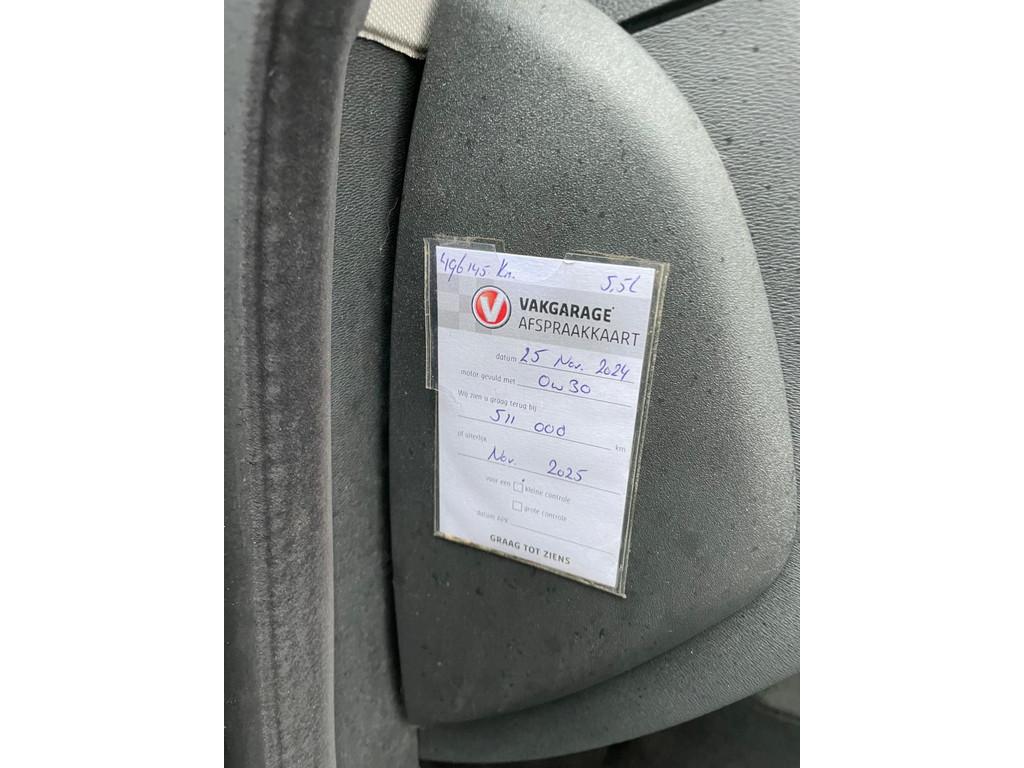 496145 Km. 5,5l
V VAKGARAGE
AFSPRAAKKAART
datum 25 Nov. 2024
motor gevuld met 0w30
Wij zien u graag terug bij
511 000 km
of uiterlijk
Nov. 2025
voor een kleine controle
grote controle
datum APK
GRAAG TOT ZIENS